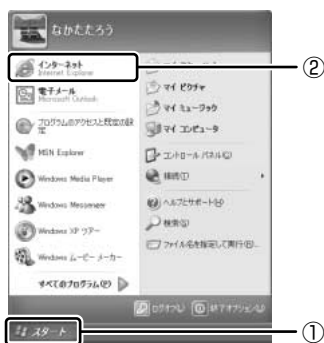 なかたたろう
インターネット
Internet Explorer
電子メール
Microsoft Outlook
プログラムのアクセスと既定の設定
MSN Explorer
Windows Media Player
Windows Messenger
Windows XP ツアー
Windows ムービー メーカー
すべてのプログラム(P)
マイ ピクチャ
マイ ミュージック
マイ コンピュータ
コントロール パネル(C)
接続(T)
ヘルプとサポート(H)
検索(S)
ファイル名を指定して実行(R)...
ログオフ(L)
終了オプション(U)
スタート
②
①